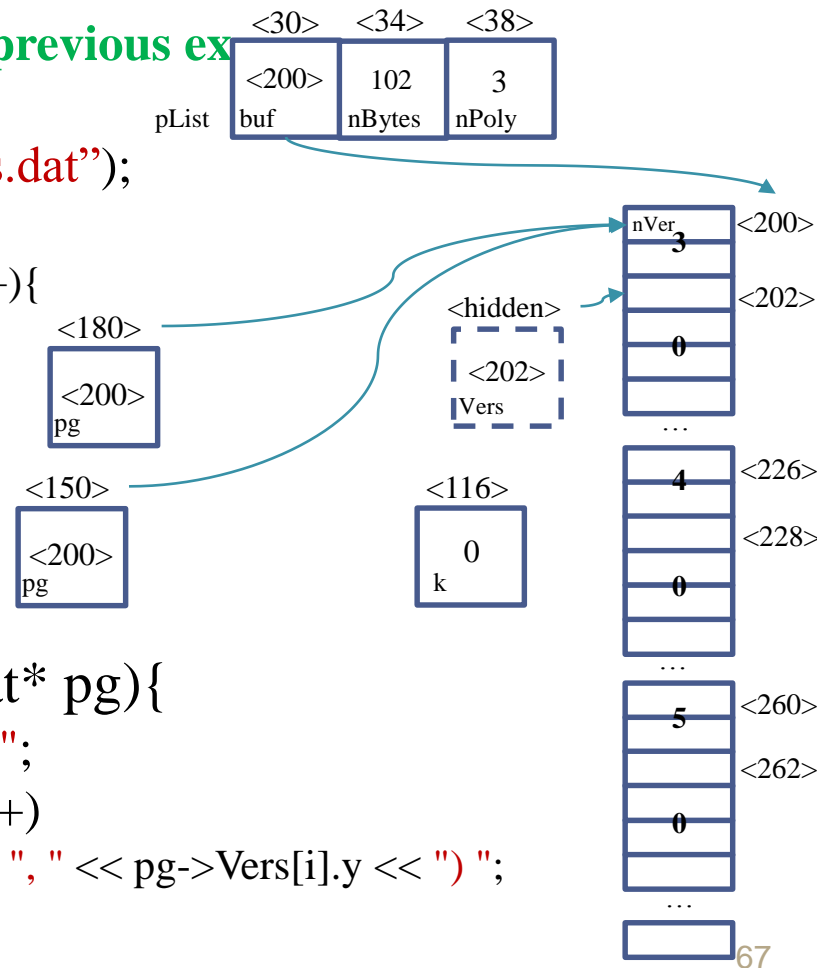 <30> <34> <38>
previous ex
<200> 102 3
pList buf nBytes nPoly
s.dat”);
nVer <200>
3
+){
<hidden> <202>
<180>
0
<200> <202>
pg Vers
...
<150> <116> 4 <226>
<228>
<200> 0
pg k
0
...
at* pg){
5 <260>
";
<262>
+)
0
", " << pg->Vers[i].y << ") ";
...
67